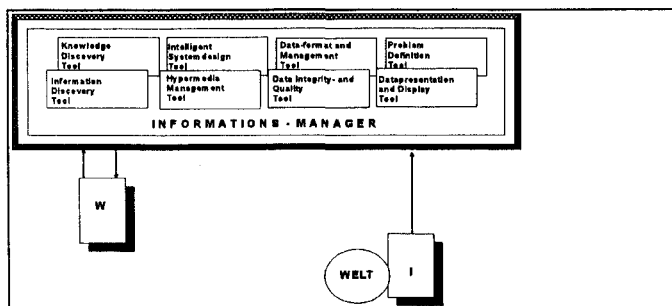 Knowledge
Discovery
Tool
Intelligent
System design
Tool
Data-format and
Management
Tool
Problem
Definition
Tool
Information
Discovery
Tool
Hypermedia
Management
Tool
Data Integrity- and
Quality
Tool
Datapresentation
and Display
Tool
INFORMATIONS - MANAGER
W
WELT
I